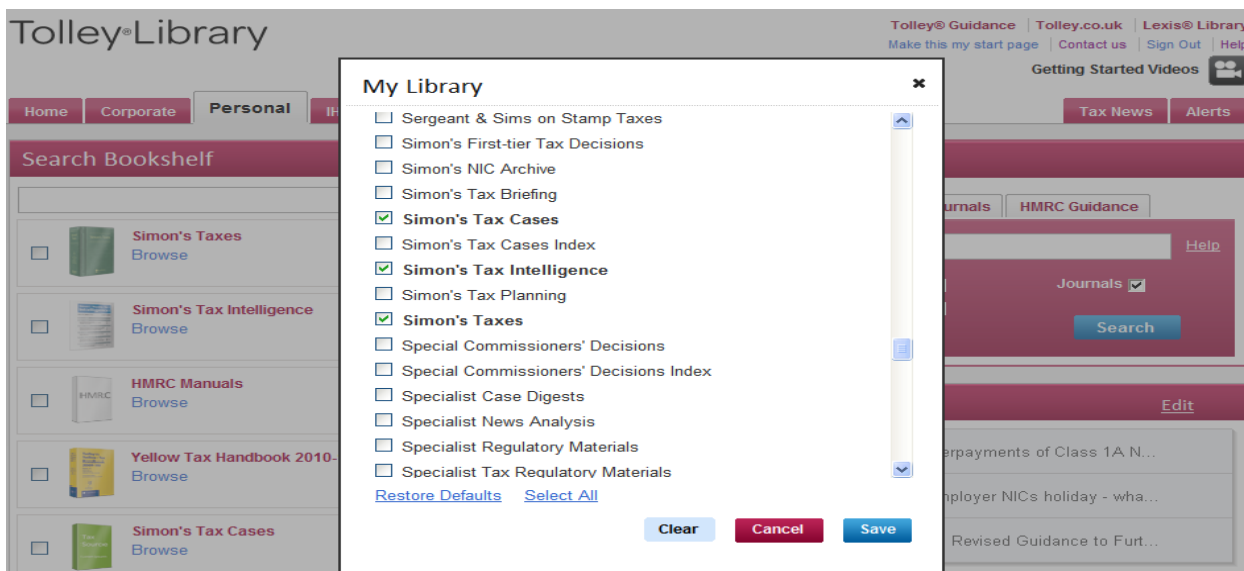 Tolley®Library
Tolley® Guidance | Tolley.co.uk | Lexis® Library
Make this my start page | Contact us | Sign Out | Help
Getting Started Videos
Home
Corporate
Personal
IH
Tax News
Alerts
Search Bookshelf
Simon's Taxes
Browse
Simon's Tax Intelligence
Browse
HMRC
HMRC Manuals
Browse
Yellow Tax Handbook 2010-
Browse
Simon's Tax Cases
Browse
My Library
Sergeant & Sims on Stamp Taxes
Simon's First-tier Tax Decisions
Simon's NIC Archive
Simon's Tax Briefing
Simon's Tax Cases
Simon's Tax Cases Index
Simon's Tax Intelligence
Simon's Tax Planning
Simon's Taxes
Special Commissioners' Decisions
Special Commissioners' Decisions Index
Specialist Case Digests
Specialist News Analysis
Specialist Regulatory Materials
Specialist Tax Regulatory Materials
Restore Defaults Select All
Clear
Cancel
Save
urnals
HMRC Guidance
Help
Journals
Search
Edit
erpayments of Class 1A N...
nployer NICs holiday - wha...
Revised Guidance to Furt...